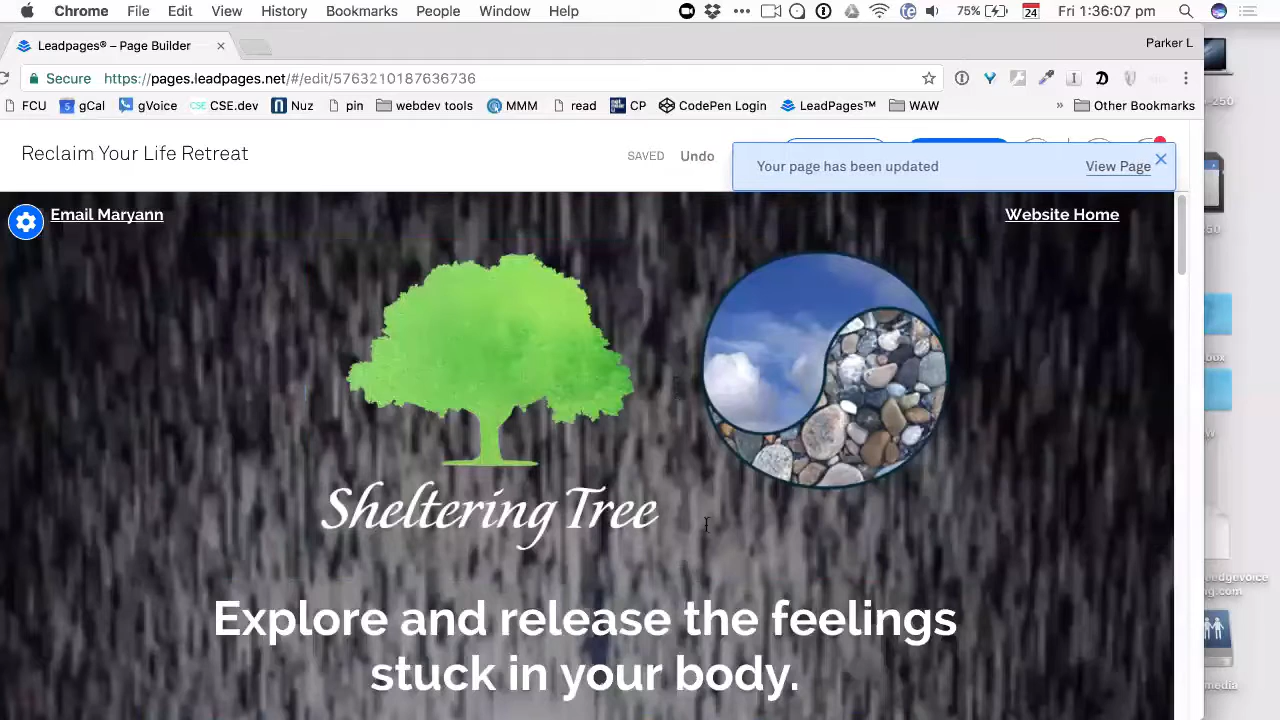 Chrome File Edit View History Bookmarks People Window Help 75% 24 Fri 1:36:07 pm
Leadpages® – Page Builder × Parker L
Secure https://pages.leadpages.net/#/edit/5763210187636736
FCU gCal gVoice CSE.dev Nuz pin webdev tools MMM read CP CodePen Login LeadPages™ WAW » Other Bookmarks
Reclaim Your Life Retreat SAVED Undo
Your page has been updated View Page
Email Maryann Website Home
Sheltering Tree
Explore and release the feelings
stuck in your body.